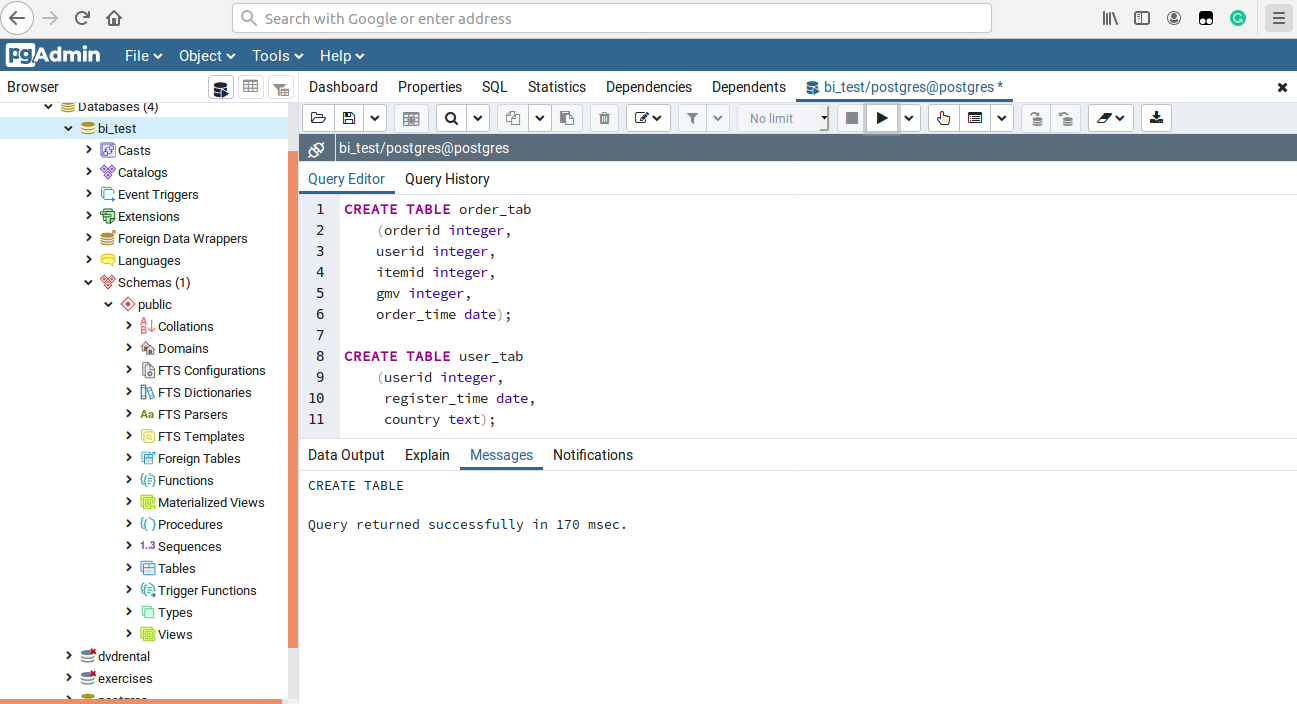 Search with Google or enter address
pgAdmin File Object Tools Help
Browser
Dashboard Properties SQL Statistics Dependencies Dependents bi_test/postgres@postgres *
No limit
bi_test/postgres@postgres
Databases (4)
bi_test
Casts
Catalogs
Event Triggers
Extensions
Foreign Data Wrappers
Languages
Schemas (1)
public
Collations
Domains
FTS Configurations
FTS Dictionaries
Aa FTS Parsers
FTS Templates
Foreign Tables
Functions
Materialized Views
Procedures
1..3 Sequences
Tables
Trigger Functions
Types
Views
dvdrental
exercises
postgres
Query Editor Query History
1 CREATE TABLE order_tab
2 (orderid integer,
3 userid integer,
4 itemid integer,
5 gmv integer,
6 order_time date);
7
8 CREATE TABLE user_tab
9 (userid integer,
10 register_time date,
11 country text);
Data Output Explain Messages Notifications
CREATE TABLE
Query returned successfully in 170 msec.